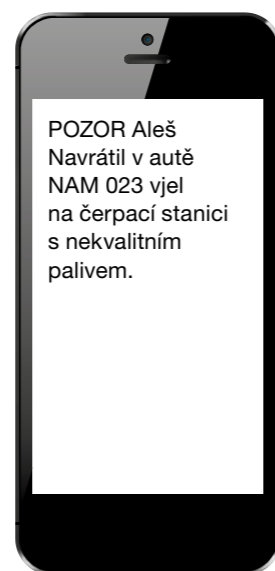 POZOR Aleš
Navrátil v autě
NAM 023 vjel
na čerpací stanici
s nekvalitním
palivem.